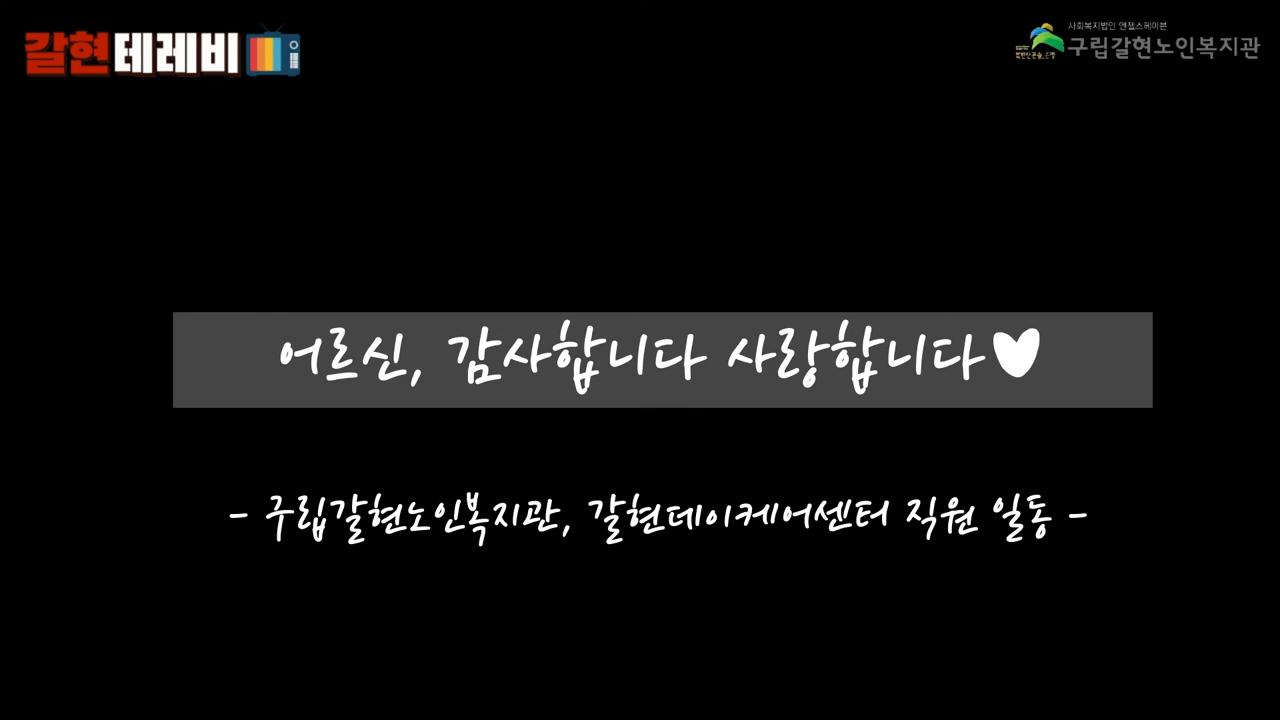 갈현테레비
사회복지법인 엔젤스헤이븐
구립갈현노인복지관
어르신, 감사합니다 사랑합니다♥
- 구립갈현노인복지관, 갈현데이케어센터 직원 일동 -